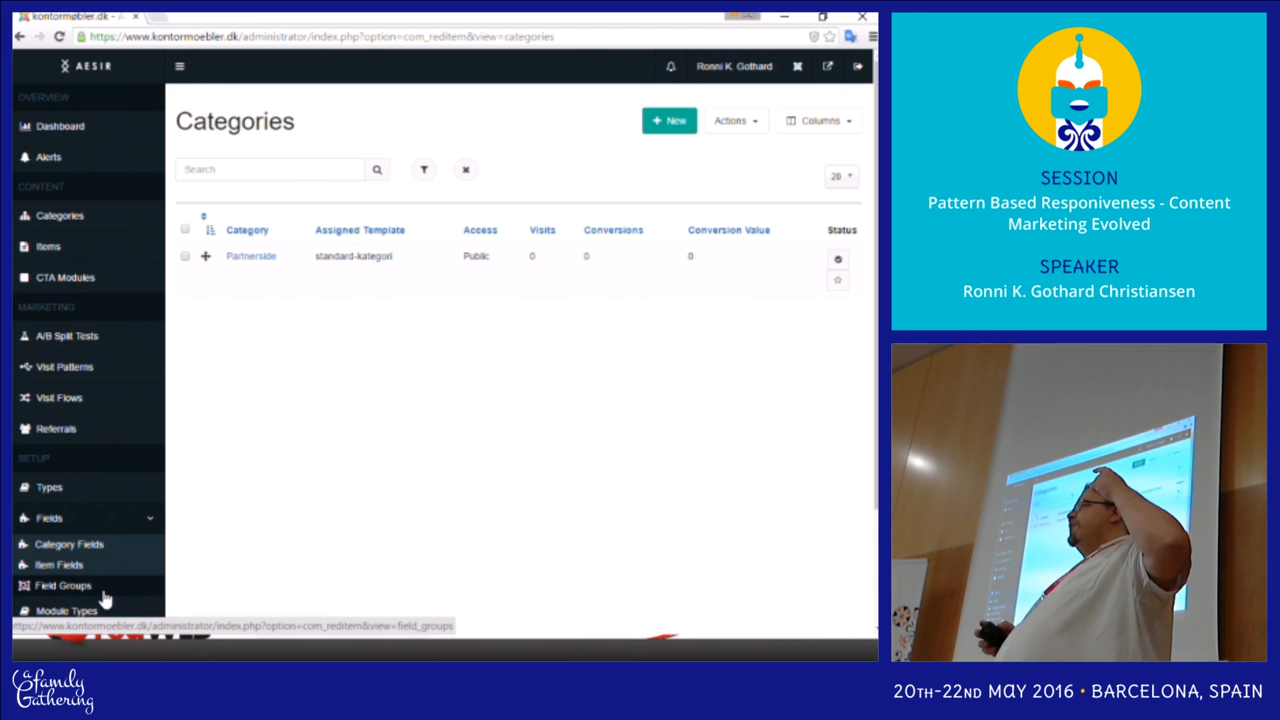 kontormøbler.dk - A
https://www.kontormoebler.dk/administrator/index.php?option=com_reditem&view=categories
AESIR
Ronni K. Gothard
OVERVIEW
Dashboard
Alerts
CONTENT
Categories
Items
CTA Modules
MARKETING
A/B Split Tests
Visit Patterns
Visit Flows
Referrals
SETUP
Types
Fields
Category Fields
Item Fields
Field Groups
Module Types
Categories
+ New
Actions
Columns
Search
20
Category Assigned Template Access Visits Conversions Conversion Value Status
Partnerside standard-kategori Public 0 0 0
ttps://www.kontormoebler.dk/administrator/index.php?option=com_reditem&view=field_groups
SESSION
Pattern Based Responiveness - Content
Marketing Evolved
SPEAKER
Ronni K. Gothard Christiansen
a Family
Gathering
20TH-22ND MAY 2016 • BARCELONA, SPAIN